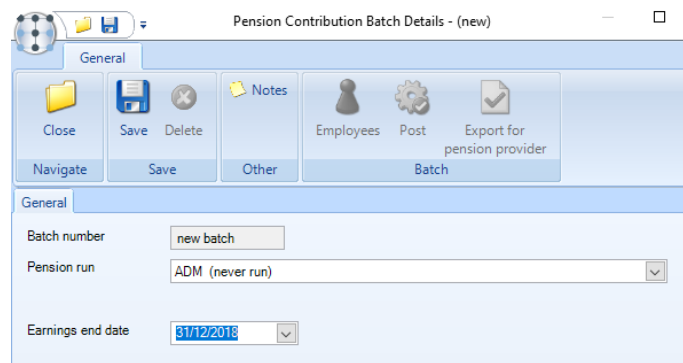 Pension Contribution Batch Details - (new)
General
Close
Save
Delete
Notes
Employees
Post
Export for
pension provider
Navigate
Save
Other
Batch
General
Batch number
new batch
Pension run
ADM (never run)
Earnings end date
31/12/2018